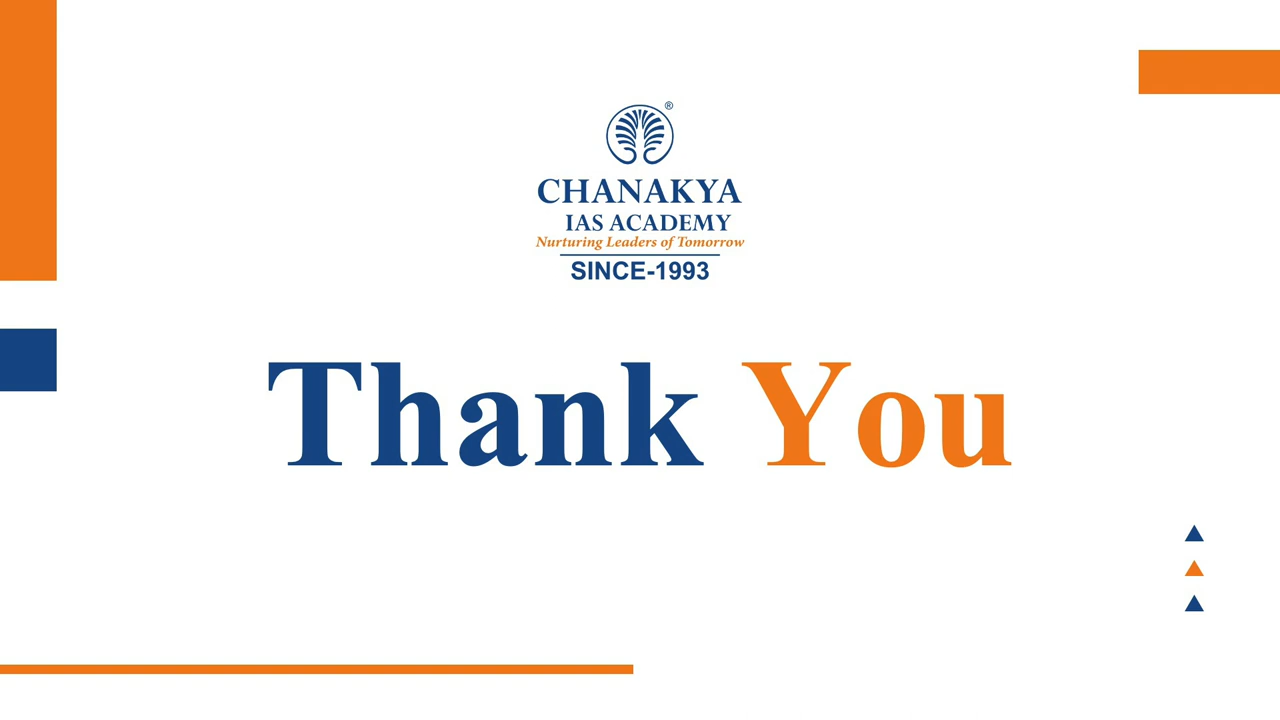 ®
CHANAKYA
IAS ACADEMY
Nurturing Leaders of Tomorrow
SINCE-1993
Thank You